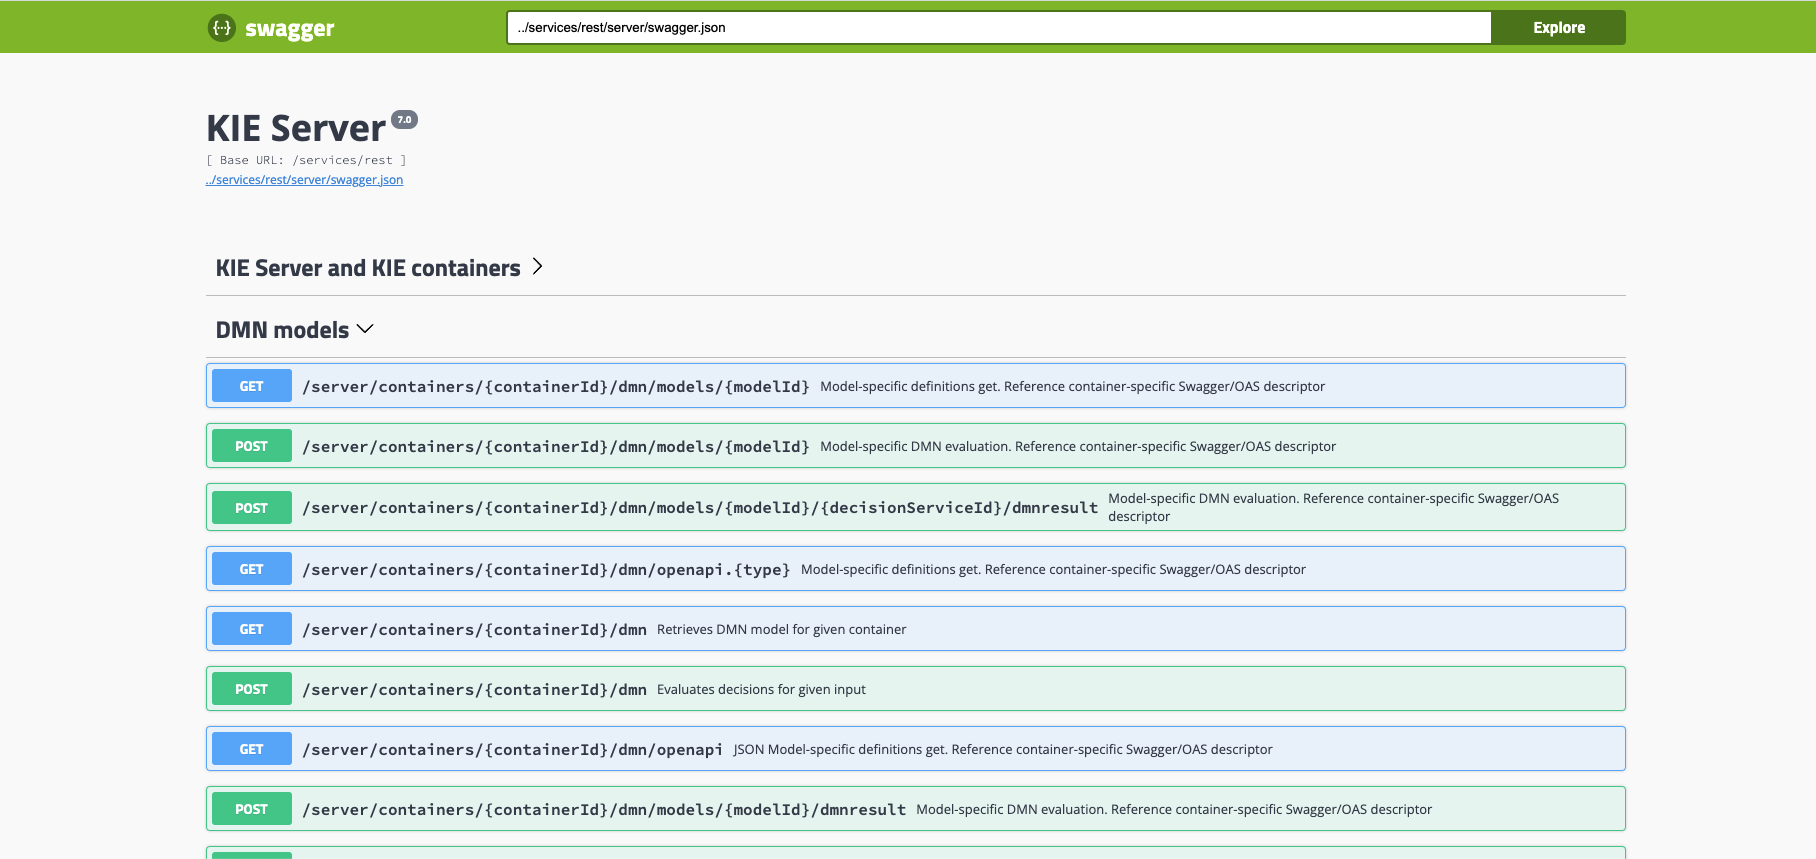 {··} swagger
../services/rest/server/swagger.json
Explore
KIE Server 7.0
[ Base URL: /services/rest ]
../services/rest/server/swagger.json
KIE Server and KIE containers
DMN models
GET /server/containers/{containerId}/dmn/models/{modelId} Model-specific definitions get. Reference container-specific Swagger/OAS descriptor
POST /server/containers/{containerId}/dmn/models/{modelId} Model-specific DMN evaluation. Reference container-specific Swagger/OAS descriptor
POST /server/containers/{containerId}/dmn/models/{modelId}/{decisionServiceId}/dmnresult Model-specific DMN evaluation. Reference container-specific Swagger/OAS
descriptor
GET /server/containers/{containerId}/dmn/openapi.{type} Model-specific definitions get. Reference container-specific Swagger/OAS descriptor
GET /server/containers/{containerId}/dmn Retrieves DMN model for given container
POST /server/containers/{containerId}/dmn Evaluates decisions for given input
GET /server/containers/{containerId}/dmn/openapi JSON Model-specific definitions get. Reference container-specific Swagger/OAS descriptor
POST /server/containers/{containerId}/dmn/models/{modelId}/dmnresult Model-specific DMN evaluation. Reference container-specific Swagger/OAS descriptor